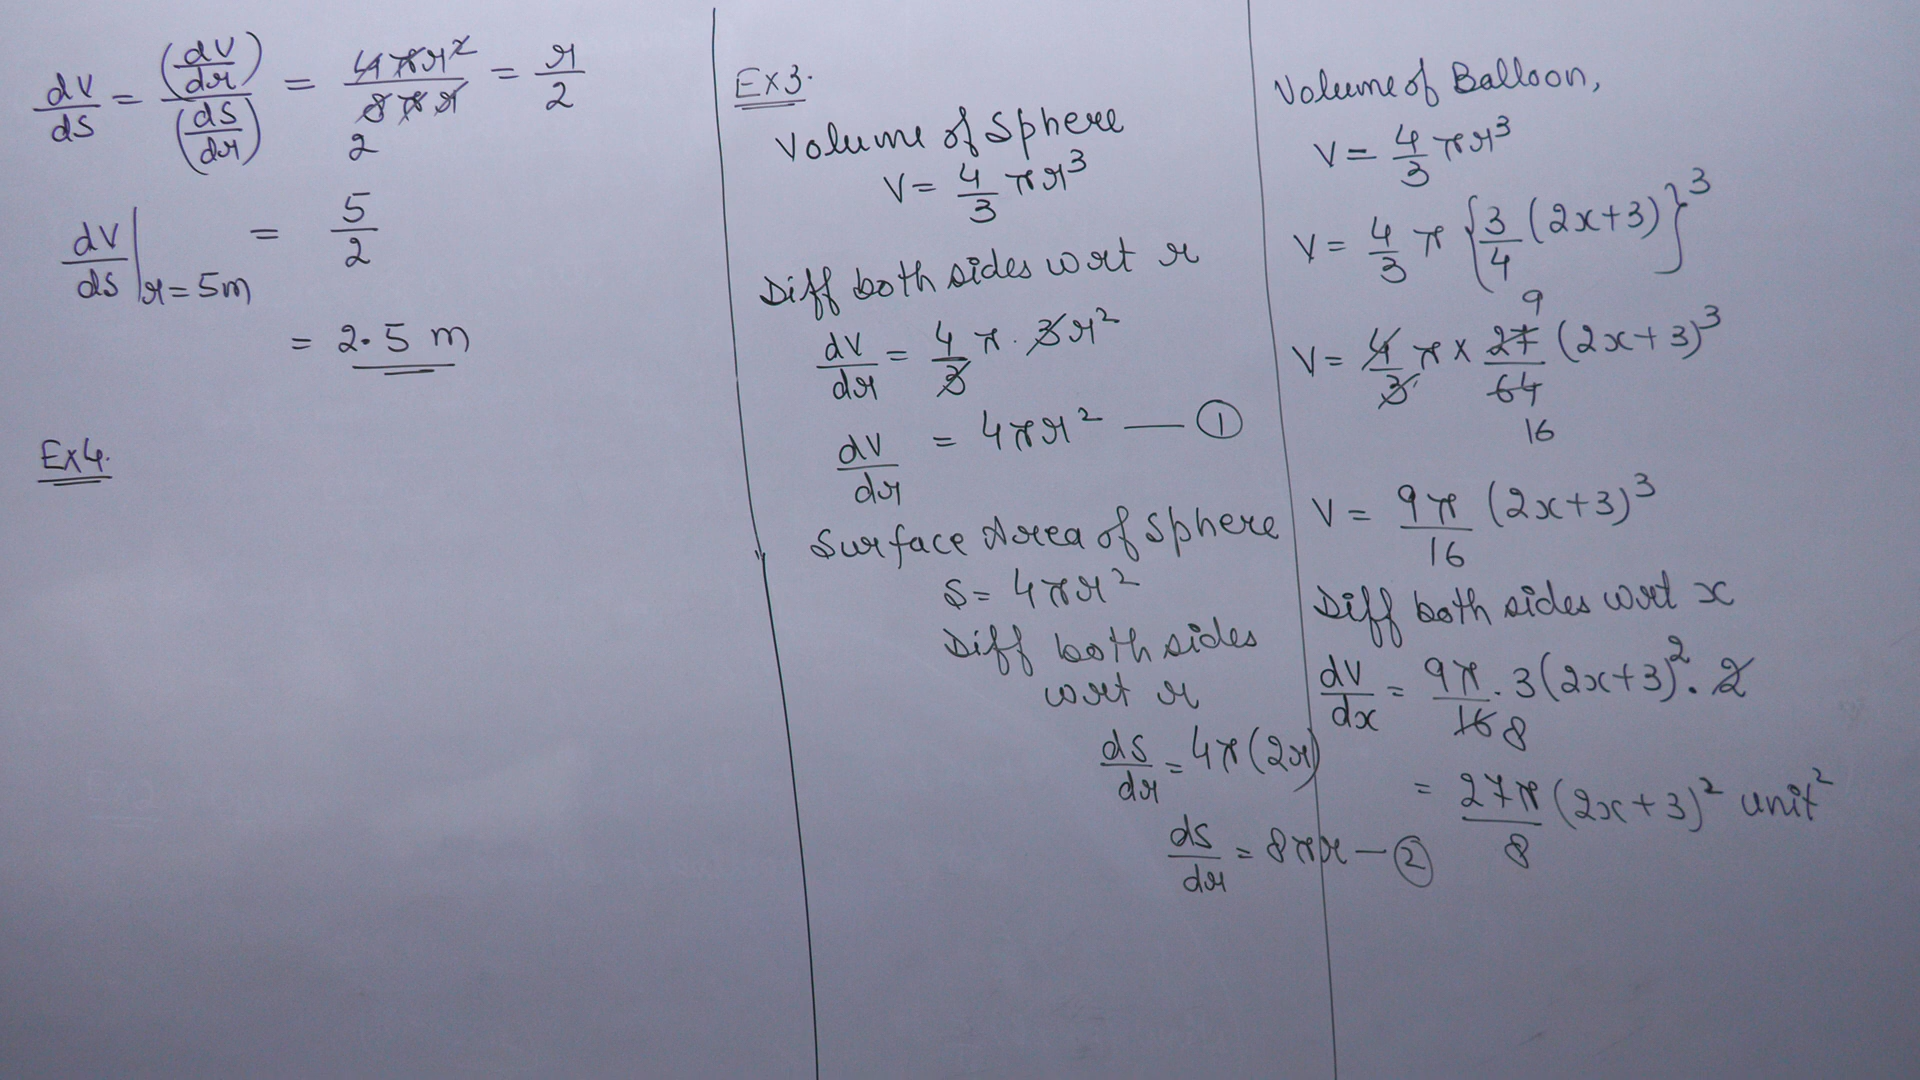 dV/dS = (dV/dr)/(dS/dr) = 4πr²/8πr = r/2
2
dV/dS | r=5m = 5/2
= 2.5 m
Ex4.
Ex3.
Volume of Sphere
V= 4/3 πr³
Diff both sides wrt r
dV/dr = 4/3 π . 3r²
dV/dr = 4πr² — ①
Surface Area of Sphere
S= 4πr²
Diff both sides
wrt r
dS/dr = 4π(2r)
dS/dr = 8πr — ②
Volume of Balloon,
V= 4/3 πr³
V= 4/3 π {3/4 (2x+3)}³
9
V= 4/3 π x 27/64 (2x+3)³
16
V= 9π/16 (2x+3)³
Diff both sides wrt x
dV/dx = 9π/16 . 3(2x+3)² . 2
8
= 27π/8 (2x+3)² unit²